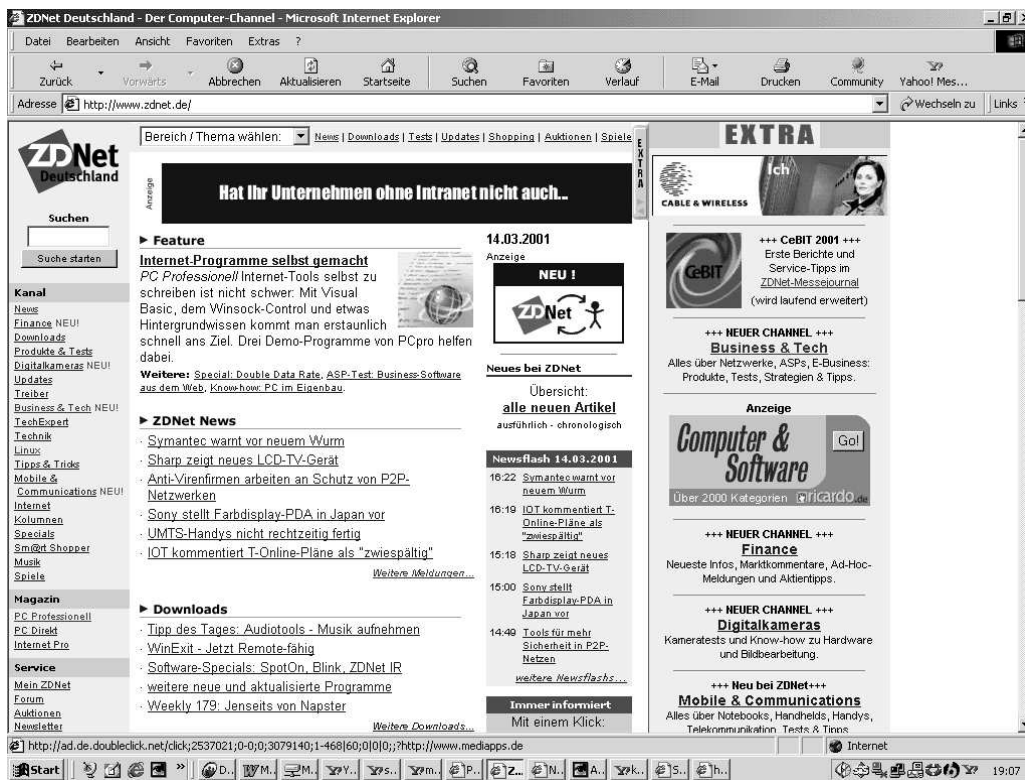 ZDNet Deutschland - Der Computer-Channel - Microsoft Internet Explorer
Datei Bearbeiten Ansicht Favoriten Extras ?
Zurück Vorwärts Abbrechen Aktualisieren Startseite Suchen Favoriten Verlauf E-Mail Drucken Community Yahoo! Mes...
Adresse http://www.zdnet.de/ Wechseln zu Links
ZDNet
Deutschland
Suchen
Suche starten
Kanal
News
Finance NEU!
Downloads
Produkte & Tests
Digitalkameras NEU!
Updates
Treiber
Business & Tech NEU!
TechExpert
Technik
Linux
Tipps & Tricks
Mobile &
Communications NEU!
Internet
Kolumnen
Specials
Sm@rt Shopper
Musik
Spiele
Magazin
PC Professionell
PC Direkt
Internet Pro
Service
Mein ZDNet
Forum
Auktionen
Newsletter
Bereich / Thema wählen: News | Downloads | Tests | Updates | Shopping | Auktionen | Spiele
Anzeige
Hat Ihr Unternehmen ohne Intranet nicht auch...
EXTRA
► Feature
Internet-Programme selbst gemacht
PC Professionell Internet-Tools selbst zu
schreiben ist nicht schwer: Mit Visual
Basic, dem Winsock-Control und etwas
Hintergrundwissen kommt man erstaunlich
schnell ans Ziel. Drei Demo-Programme von PCpro helfen
dabei.
Weitere: Special: Double Data Rate, ASP-Test: Business-Software
aus dem Web, Know-how: PC im Eigenbau.
► ZDNet News
· Symantec warnt vor neuem Wurm
· Sharp zeigt neues LCD-TV-Gerät
· Anti-Virenfirmen arbeiten an Schutz von P2P-
Netzwerken
· Sony stellt Farbdisplay-PDA in Japan vor
· UMTS-Handys nicht rechtzeitig fertig
· IOT kommentiert T-Online-Pläne als "zwiespältig"
Weitere Meldungen...
► Downloads
· Tipp des Tages: Audiotools - Musik aufnehmen
· WinExit - Jetzt Remote-fähig
· Software-Specials: SpotOn, Blink, ZDNet IR
· weitere neue und aktualisierte Programme
· Weekly 179: Jenseits von Napster
Weitere Downloads...
14.03.2001
Anzeige
NEU !
ZDNet
Neues bei ZDNet
Übersicht:
alle neuen Artikel
ausführlich - chronologisch
Newsflash 14.03.2001
16:22 Symantec warnt vor
neuem Wurm
16:19 IOT kommentiert T-
Online-Pläne als
"zwiespältig"
15:18 Sharp zeigt neues
LCD-TV-Gerät
15:00 Sony stellt
Farbdisplay-PDA in
Japan vor
14:49 Tools für mehr
Sicherheit in P2P-
Netzen
weitere Newsflashs...
Immer informiert
Mit einem Klick:
EXTRA
Ich
CABLE & WIRELESS
CeBIT
+++ CeBIT 2001 +++
Erste Berichte und
Service-Tipps im
ZDNet-Messejournal
(wird laufend erweitert)
+++ NEUER CHANNEL +++
Business & Tech
Alles über Netzwerke, ASPs, E-Business:
Produkte, Tests, Strategien & Tipps.
Anzeige
Computer &
Software
Go!
Über 2000 Kategorien ricardo.de
+++ NEUER CHANNEL +++
Finance
Neueste Infos, Marktkommentare, Ad-Hoc-
Meldungen und Aktientipps.
+++ NEUER CHANNEL +++
Digitalkameras
Kameratests und Know-how zu Hardware
und Bildbearbeitung.
+++ Neu bei ZDNet+++
Mobile & Communications
Alles über Notebooks, Handhelds, Handys,
Telekommunikation, Tests & Tipps
http://ad.de.doubleclick.net/click;2537021;0-0;0;3079140;1-468|60;0|0|0;;?http://www.mediapps.de Internet
Start D.. M.. M.. Y.. s.. m.. P.. Z... N.. A.. k.. S.. h.. 19:07